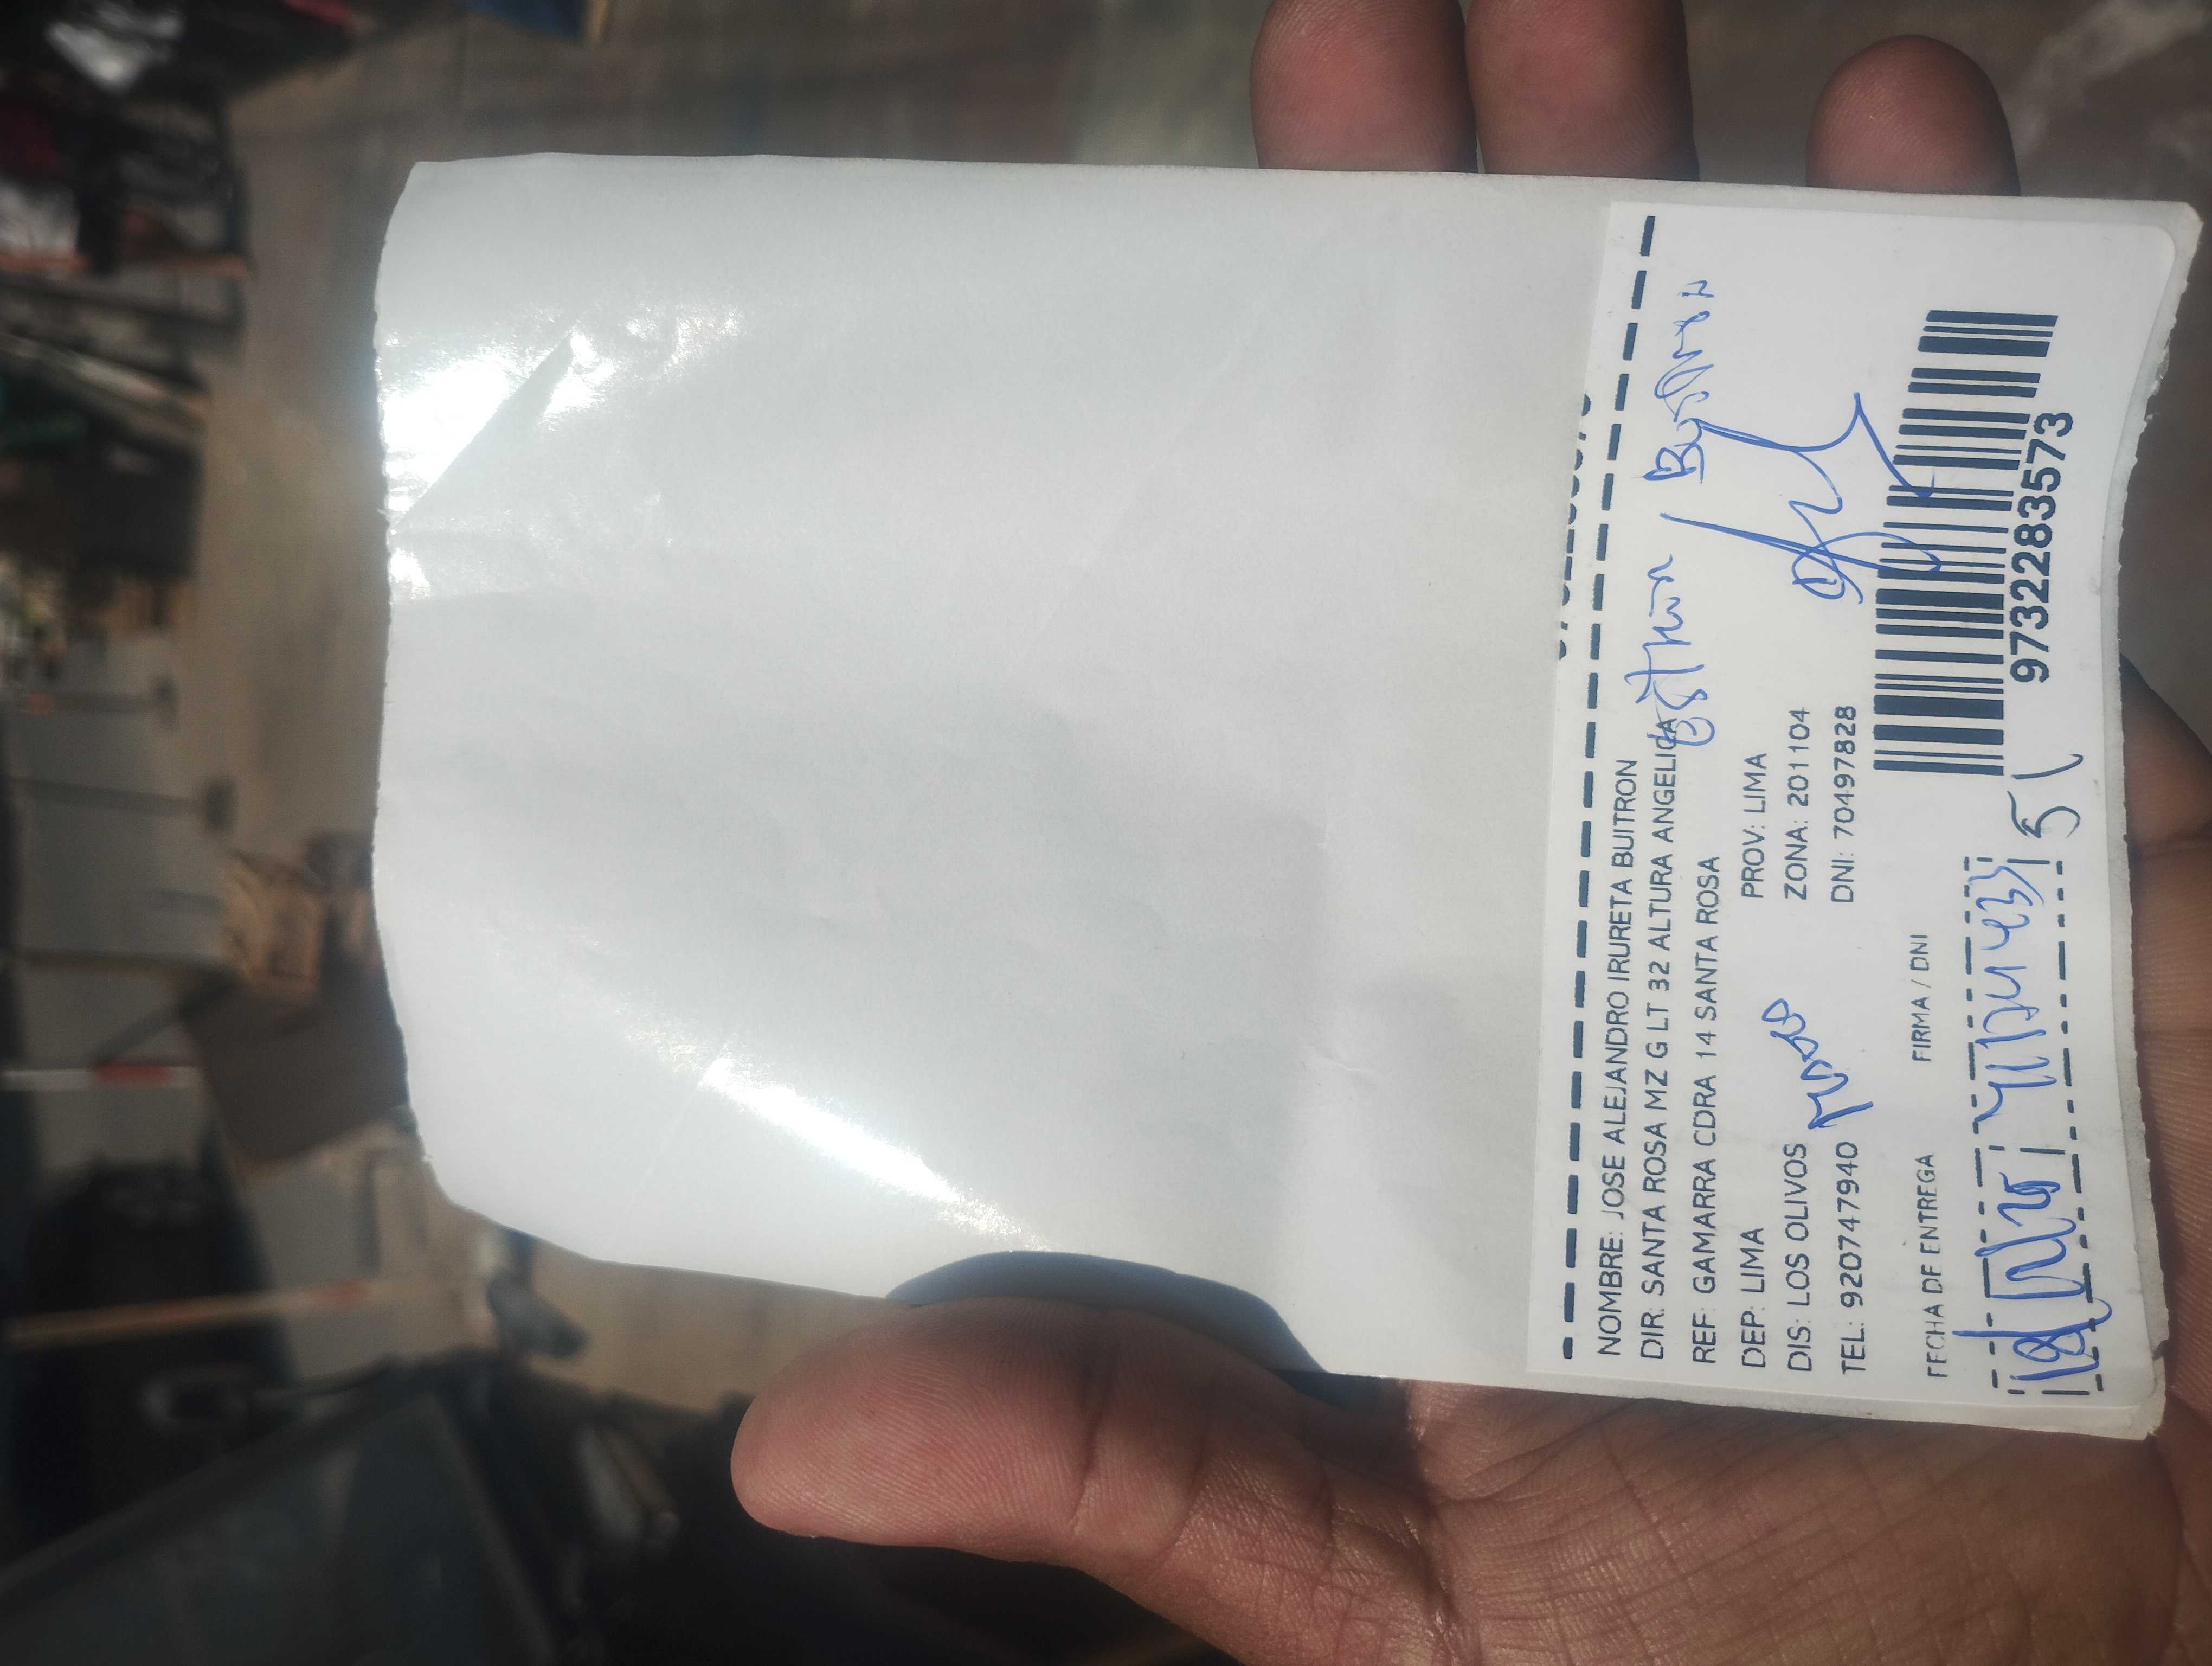 NOMBRE: JOSE ALEJANDRO IRURETA BUITRON
DIR: SANTA ROSA MZ G LT 32 ALTURA ANGELICA
REF: GAMARRA CDRA 14 SANTA ROSA
DEP: LIMA PROV: LIMA
DIS: LOS OLIVOS ZONA: 201104
TEL: 920747940 DNI: 70497828
FECHA DE ENTREGA FIRMA / DNI
9732283573